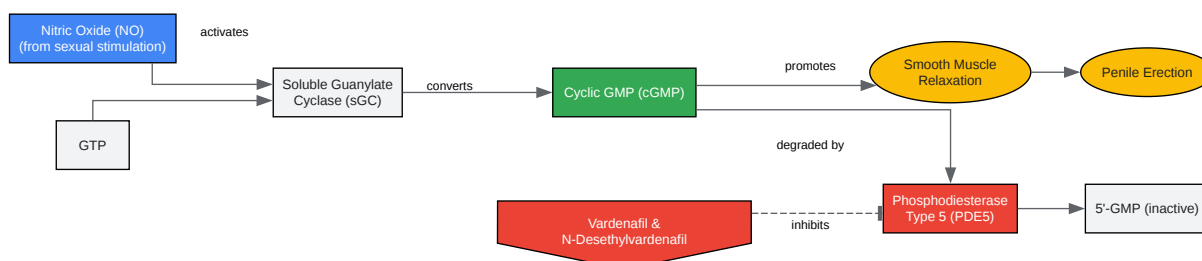 Nitric Oxide (NO)
(from sexual stimulation)
activates
GTP
Soluble Guanylate
Cyclase (sGC)
converts
Cyclic GMP (cGMP)
promotes
Smooth Muscle
Relaxation
Penile Erection
degraded by
Phosphodiesterase
Type 5 (PDE5)
5'-GMP (inactive)
Vardenafil &
N-Desethylvardenafil
inhibits